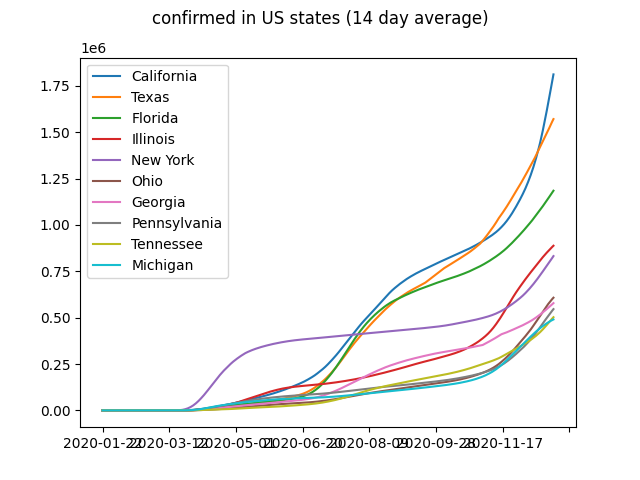 confirmed in US states (14 day average)
1e6
1.75
1.50
1.25
1.00
0.75
0.50
0.25
0.00
California
Texas
Florida
Illinois
New York
Ohio
Georgia
Pennsylvania
Tennessee
Michigan
2020-01-22 2020-03-12 2020-05-01 2020-06-20 2020-08-09 2020-09-28 2020-11-17